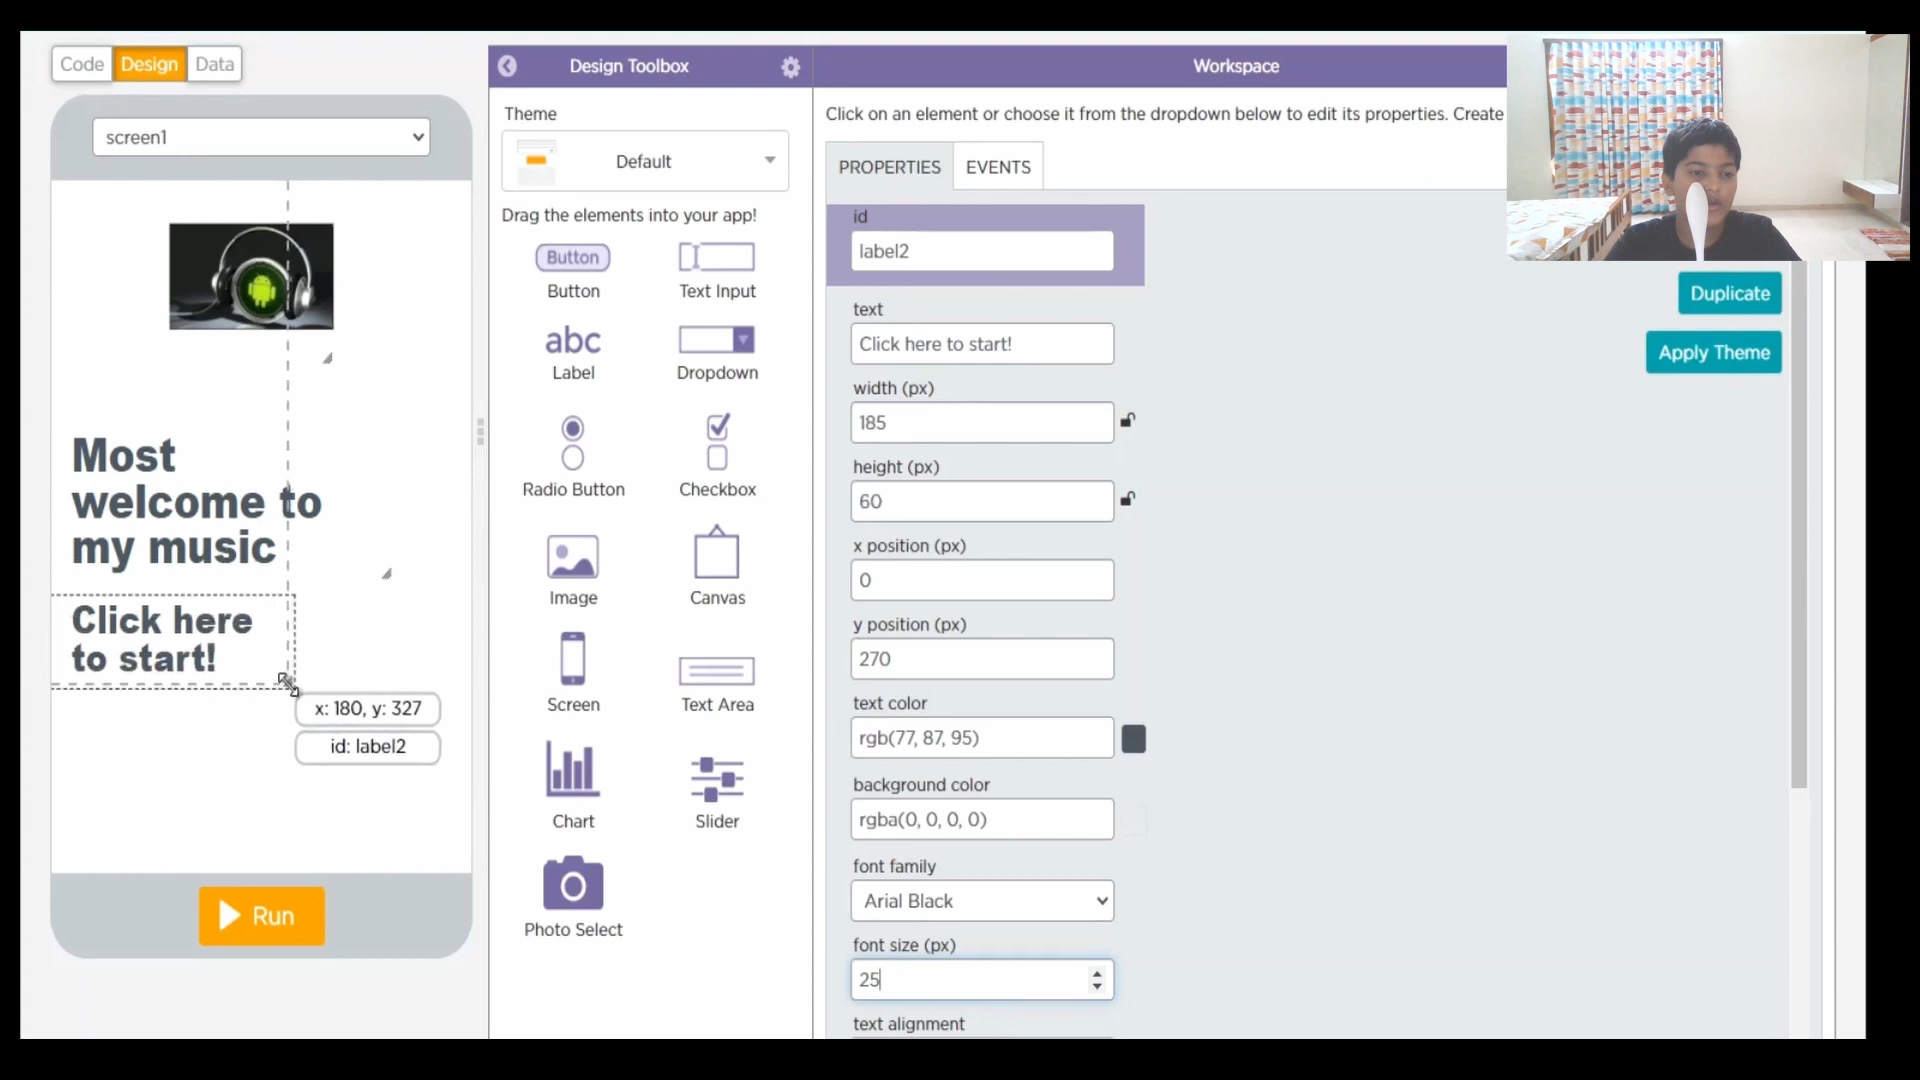 Code Design Data
screen1
Most
welcome to
my music
Click here
to start!
x: 180, y: 327
id: label2
Run
Design Toolbox
Theme
Default
Drag the elements into your app!
Button
Button
Text Input
abc
Label
Dropdown
Radio Button
Checkbox
Image
Canvas
Screen
Text Area
Chart
Slider
Photo Select
Workspace
Click on an element or choose it from the dropdown below to edit its properties. Create
PROPERTIES EVENTS
id
label2
text
Click here to start!
width (px)
185
height (px)
60
x position (px)
0
y position (px)
270
text color
rgb(77, 87, 95)
background color
rgba(0, 0, 0, 0)
font family
Arial Black
font size (px)
25
text alignment
Duplicate
Apply Theme